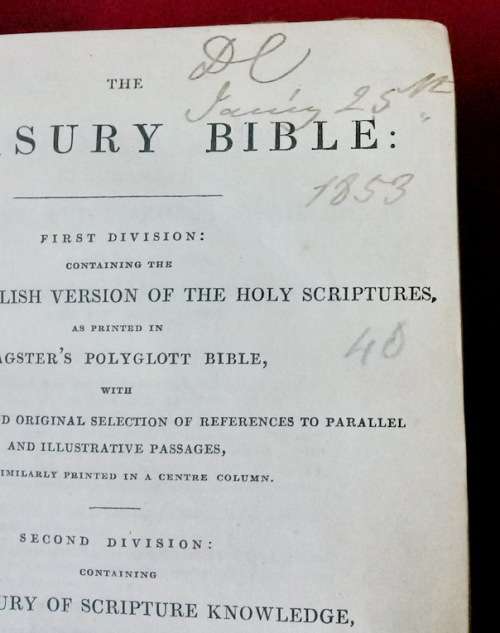 DC
THE
Jan'y 25th
SURY BIBLE:
1853
FIRST DIVISION:
CONTAINING THE
LISH VERSION OF THE HOLY SCRIPTURES,
AS PRINTED IN
AGSTER'S POLYGLOTT BIBLE,
40
WITH
D ORIGINAL SELECTION OF REFERENCES TO PARALLEL
AND ILLUSTRATIVE PASSAGES,
IMILARLY PRINTED IN A CENTRE COLUMN.
SECOND DIVISION:
CONTAINING
URY OF SCRIPTURE KNOWLEDGE,